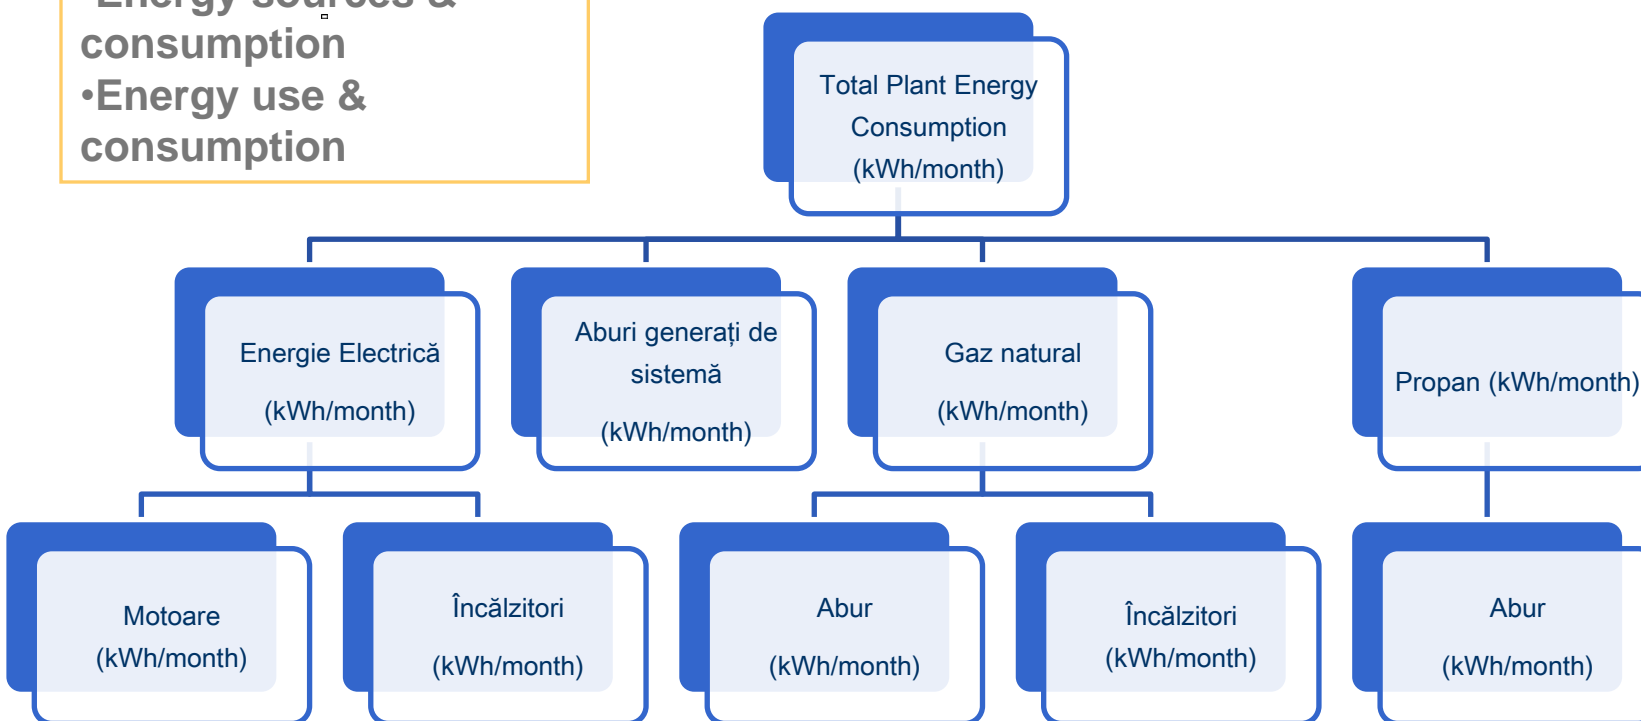 •Energy sources &
consumption
•Energy use &
consumption
Total Plant Energy
Consumption
(kWh/month)
Energie Electrică
(kWh/month)
Aburi generați de
sistemă
(kWh/month)
Gaz natural
(kWh/month)
Propan (kWh/month)
Motoare
(kWh/month)
Încălzitori
(kWh/month)
Abur
(kWh/month)
Încălzitori
(kWh/month)
Abur
(kWh/month)